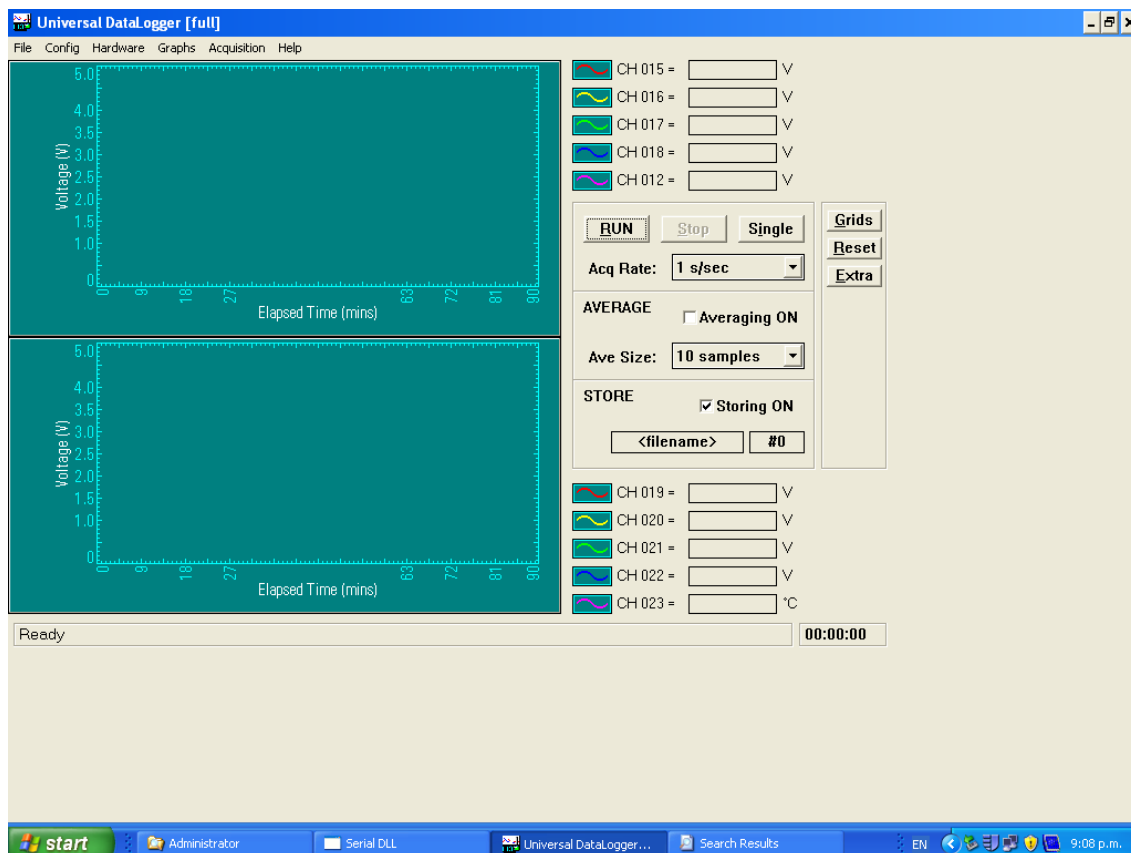 Universal DataLogger [full]
File Config Hardware Graphs Acquisition Help
5.0
4.0
3.5
3.0
2.5
2.0
1.5
1.0
0
Voltage (V)
0 9 18 27 63 72 81 90
Elapsed Time (mins)
CH 015 = V
CH 016 = V
CH 017 = V
CH 018 = V
CH 012 = V
RUN Stop Single
Acq Rate: 1 s/sec
AVERAGE Averaging ON
Ave Size: 10 samples
STORE Storing ON
<filename> #0
Grids
Reset
Extra
5.0
4.0
3.5
3.0
2.5
2.0
1.5
1.0
0
Voltage (V)
0 9 18 27 63 72 81 90
Elapsed Time (mins)
CH 019 = V
CH 020 = V
CH 021 = V
CH 022 = V
CH 023 = °C
Ready 00:00:00
start Administrator Serial DLL Universal DataLogger... Search Results EN 9:08 p.m.